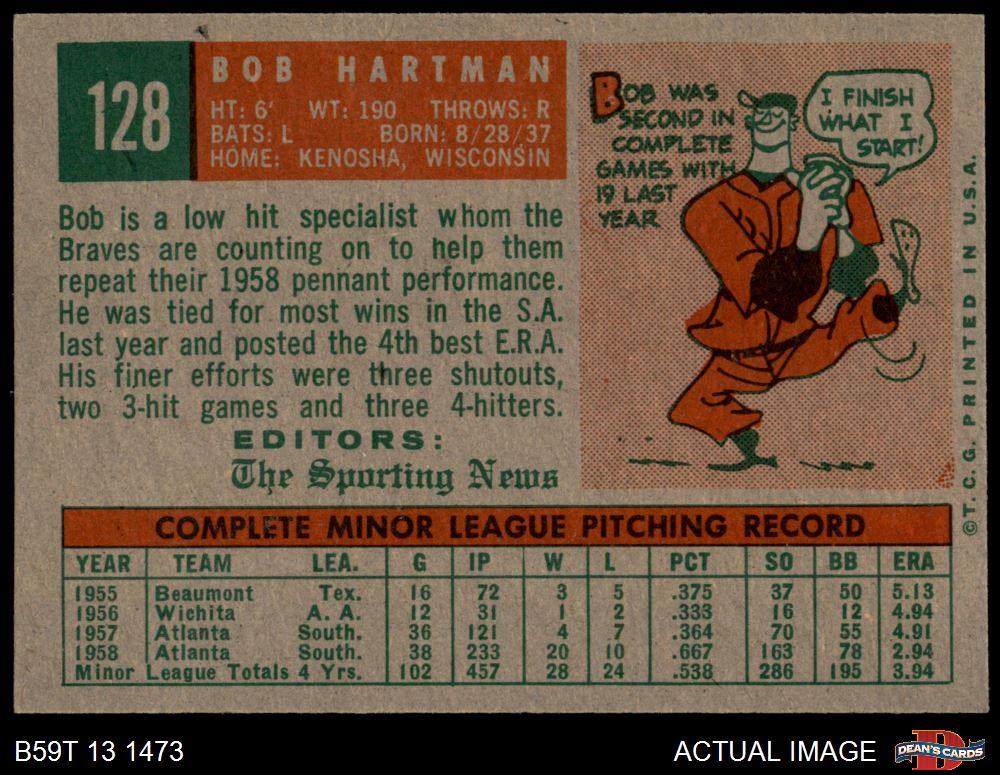 128
BOB HARTMAN
HT: 6' WT: 190 THROWS: R
BATS: L BORN: 8/28/37
HOME: KENOSHA, WISCONSIN
Bob is a low hit specialist whom the
Braves are counting on to help them
repeat their 1958 pennant performance.
He was tied for most wins in the S.A.
last year and posted the 4th best E.R.A.
His finer efforts were three shutouts,
two 3-hit games and three 4-hitters.
EDITORS:
The Sporting News
BOB WAS
SECOND IN
COMPLETE
GAMES WITH
19 LAST
YEAR
I FINISH
WHAT I
START!
©T. C. G. PRINTED IN U.S.A.
COMPLETE MINOR LEAGUE PITCHING RECORD
YEAR TEAM LEA. G IP W L PCT SO BB ERA
1955 Beaumont Tex. 16 72 3 5 .375 37 50 5.13
1956 Wichita A. A. 12 31 1 2 .333 16 12 4.94
1957 Atlanta South. 36 121 4 7 .364 70 55 4.91
1958 Atlanta South. 38 233 20 10 .667 163 78 2.94
Minor League Totals 4 Yrs. 102 457 28 24 .538 286 195 3.94
B59T 13 1473
ACTUAL IMAGE
D
DEAN'S CARDS